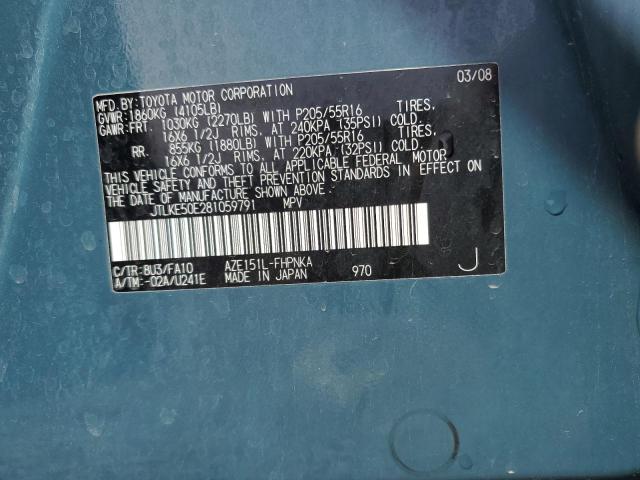 MFD. BY: TOYOTA MOTOR CORPORATION 03/08
GVWR: 1860KG (4105LB)
GAWR: FRT. 1030KG (2270LB) WITH P205/55R16 TIRES,
16X6 1/2J RIMS, AT 240KPA (35PSI) COLD.
RR. 855KG (1880LB) WITH P205/55R16 TIRES,
16X6 1/2J RIMS, AT 220KPA (32PSI) COLD.
THIS VEHICLE CONFORMS TO ALL APPLICABLE FEDERAL MOTOR
VEHICLE SAFETY AND THEFT PREVENTION STANDARDS IN EFFECT ON
THE DATE OF MANUFACTURE SHOWN ABOVE.
JTLKE50E281059791 MPV
C/TR: 8U3/FA10 AZE151L-FHPNKA
A/TM: -02A/U241E MADE IN JAPAN 970 J